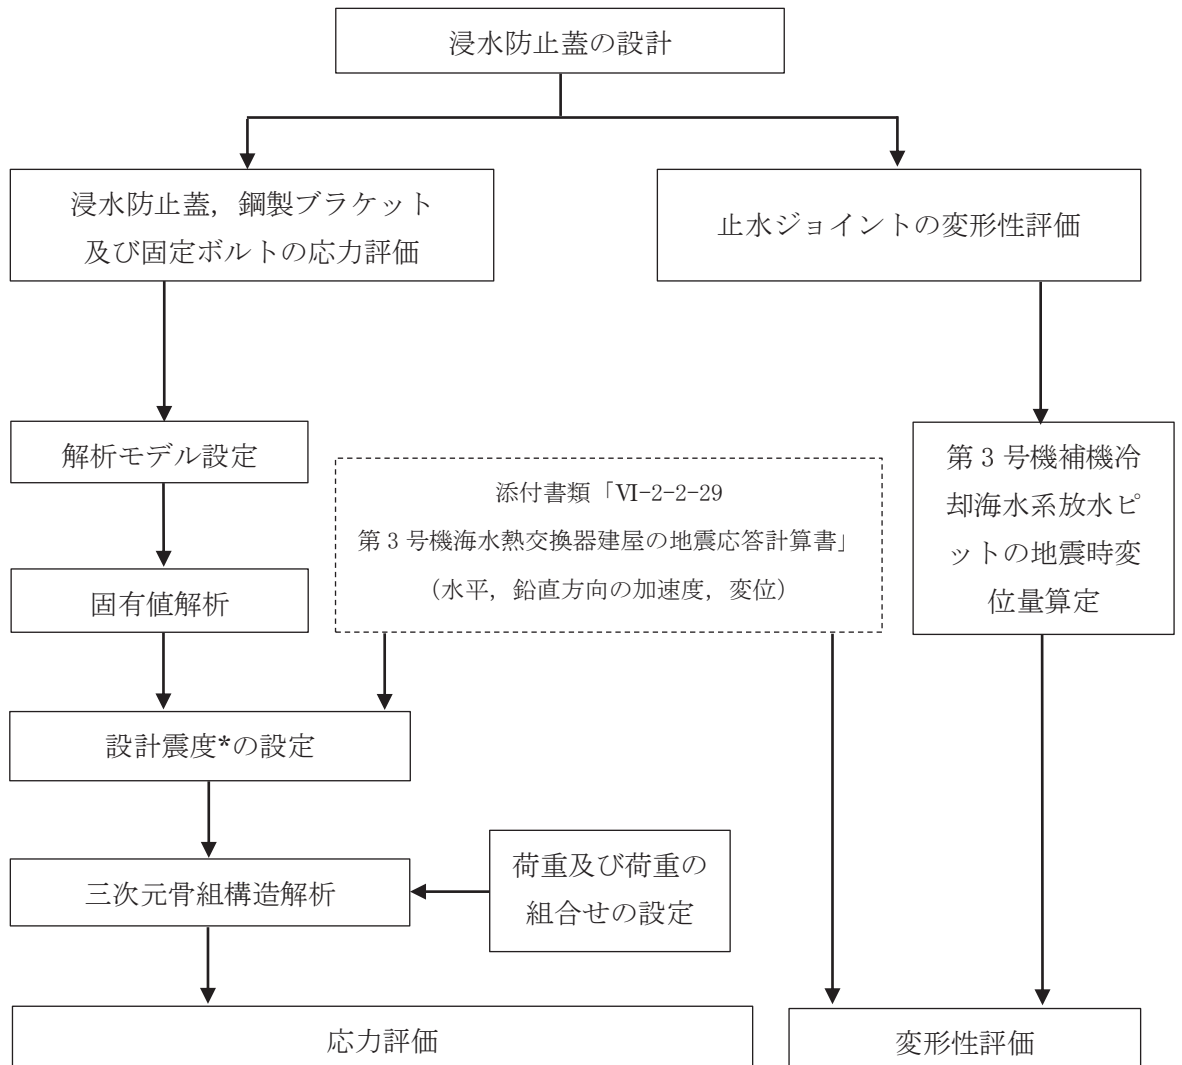 浸水防止蓋の設計
浸水防止蓋，鋼製ブラケット
及び固定ボルトの応力評価
止水ジョイントの変形性評価
解析モデル設定
添付書類「Ⅵ-2-2-29
第 3 号機海水熱交換器建屋の地震応答計算書」
（水平，鉛直方向の加速度，変位）
第 3 号機補機冷
却海水系放水ピ
ットの地震時変
位量算定
固有値解析
設計震度*の設定
三次元骨組構造解析
荷重及び荷重の
組合せの設定
応力評価
変形性評価